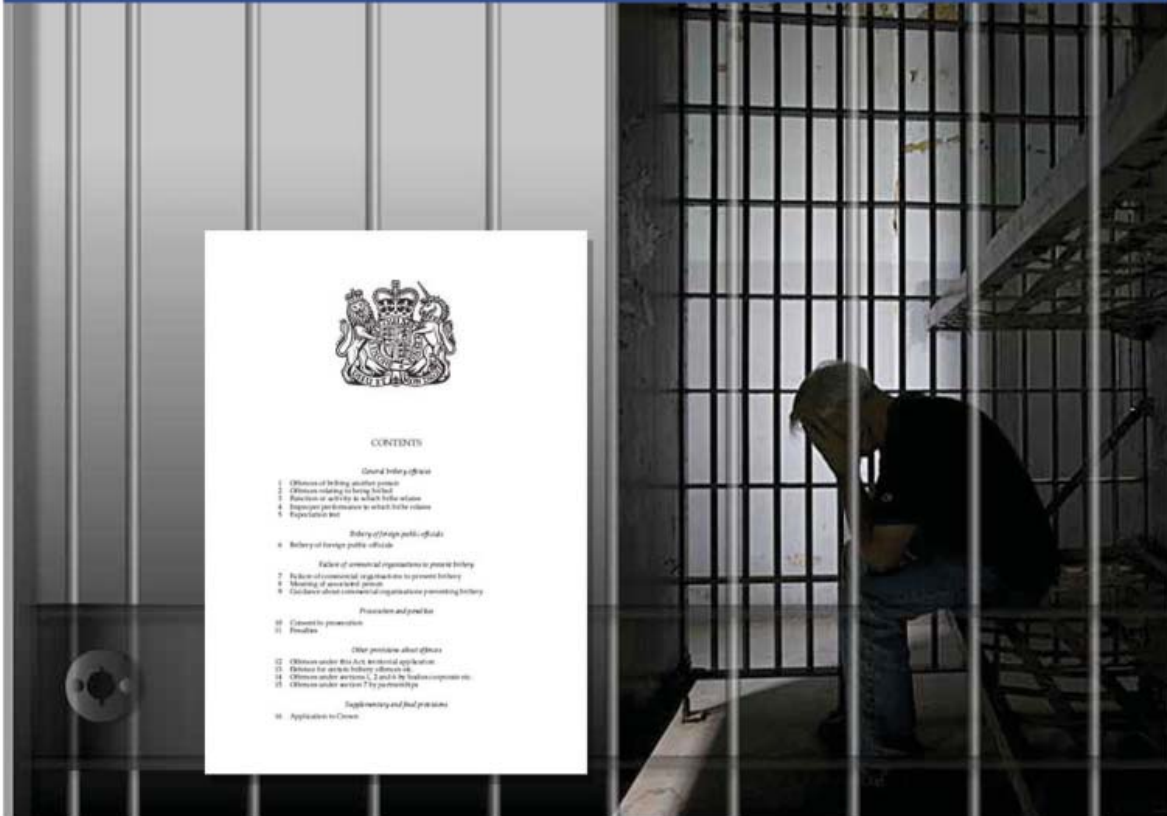 DIEU ET MON DROIT
CONTENTS
General bribery offences
1 Offences of bribing another person
2 Offences relating to being bribed
3 Function or activity to which bribe relates
4 Improper performance to which bribe relates
5 Expectation test
Bribery of foreign public officials
6 Bribery of foreign public officials
Failure of commercial organisations to prevent bribery
7 Failure of commercial organisations to prevent bribery
8 Meaning of associated person
9 Guidance about commercial organisations preventing bribery
Prosecution and penalties
10 Consent to prosecution
11 Penalties
Other provisions about offences
12 Offences under this Act: territorial application
13 Defence for certain bribery offences etc.
14 Offences under sections 1, 2 and 6 by bodies corporate etc.
15 Offences under section 7 by partnerships
Supplementary and final provisions
16 Application to Crown